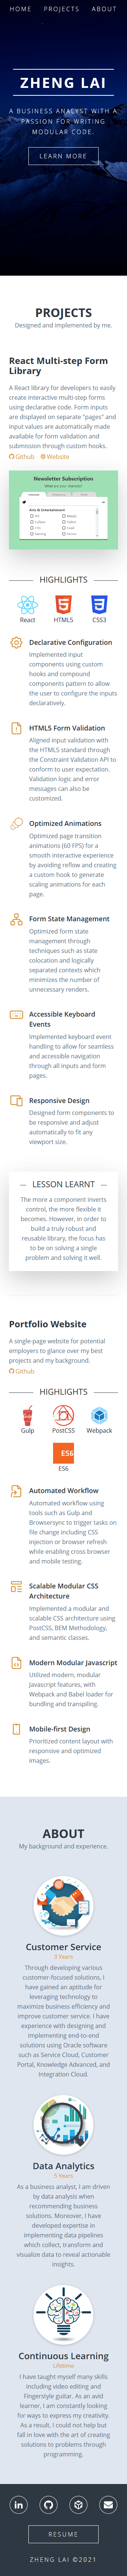 HOME PROJECTS ABOUT
ZHENG LAI
A BUSINESS ANALYST WITH A
PASSION FOR WRITING
MODULAR CODE.
LEARN MORE
PROJECTS
Designed and Implemented by me.
React Multi-step Form
Library
A React library for developers to easily
create interactive multi-step forms
using declarative code. Form inputs
are displayed on separate "pages" and
input values are automatically made
available for form validation and
submission through custom hooks.
Github Website
Newsletter Subscription
Arts & Entertainment
HIGHLIGHTS
React HTML5 CSS3
Declarative Configuration
Implemented input
components using custom
hooks and compound
components pattern to allow
the user to configure the inputs
declaratively.
HTML5 Form Validation
Aligned input validation with
the HTML5 standard through
the Constraint Validation API to
conform to user expectation.
Validation logic and error
messages can also be
customized.
Optimized Animations
Optimized page transition
animations (60 FPS) for a
smooth interactive experience
by avoiding reflow and creating
a custom hook to generate
scaling animations for each
page.
Form State Management
Optimized form state
management through
techniques such as state
colocation and logically
separated contexts which
minimizes the number of
unnecessary renders.
Accessible Keyboard
Events
Implemented keyboard event
handling to allow for seamless
and accessible navigation
through all inputs and form
pages.
Responsive Design
Designed form components to
be responsive and adjust
automatically to fit any
viewport size.
LESSON LEARNT
The more a component inverts
control, the more flexible it
becomes. However, in order to
build a truly robust and
reusable library, the focus has
to be on solving a single
problem and solving it well.
Portfolio Website
A single-page website for potential
employers to glance over my best
projects and my background.
Github
HIGHLIGHTS
Gulp PostCSS Webpack
ES6
ES6
Automated Workflow
Automated workflow using
tools such as Gulp and
Browsersync to trigger tasks on
file change including CSS
injection or browser refresh
while enabling cross browser
and mobile testing.
Scalable Modular CSS
Architecture
Implemented a modular and
scalable CSS architecture using
PostCSS, BEM Methodology,
and semantic classes.
Modern Modular Javascript
Utilized modern, modular
Javascript features, with
Webpack and Babel loader for
bundling and transpiling.
Mobile-first Design
Prioritized content layout with
responsive and optimized
images.
ABOUT
My background and experience.
Customer Service
3 Years
Through developing various
customer-focused solutions, I
have gained an aptitude for
leveraging technology to
maximize business efficiency and
improve customer service. I have
experience with designing and
implementing end-to-end
solutions using Oracle software
such as Service Cloud, Customer
Portal, Knowledge Advanced, and
Integration Cloud.
Data Analytics
5 Years
As a business analyst, I am driven
by data analysis when
recommending business
solutions. Moreover, I have
developed expertise in
implementing data pipelines
which collect, transform and
visualize data to reveal actionable
insights.
Continuous Learning
Lifetime
I have taught myself many skills
including video editing and
Fingerstyle guitar. As an avid
learner, I am constantly looking
for ways to express my creativity.
As a result, I could not help but
fall in love with the art of creating
solutions to problems through
programming.
RESUME
ZHENG LAI ©2021